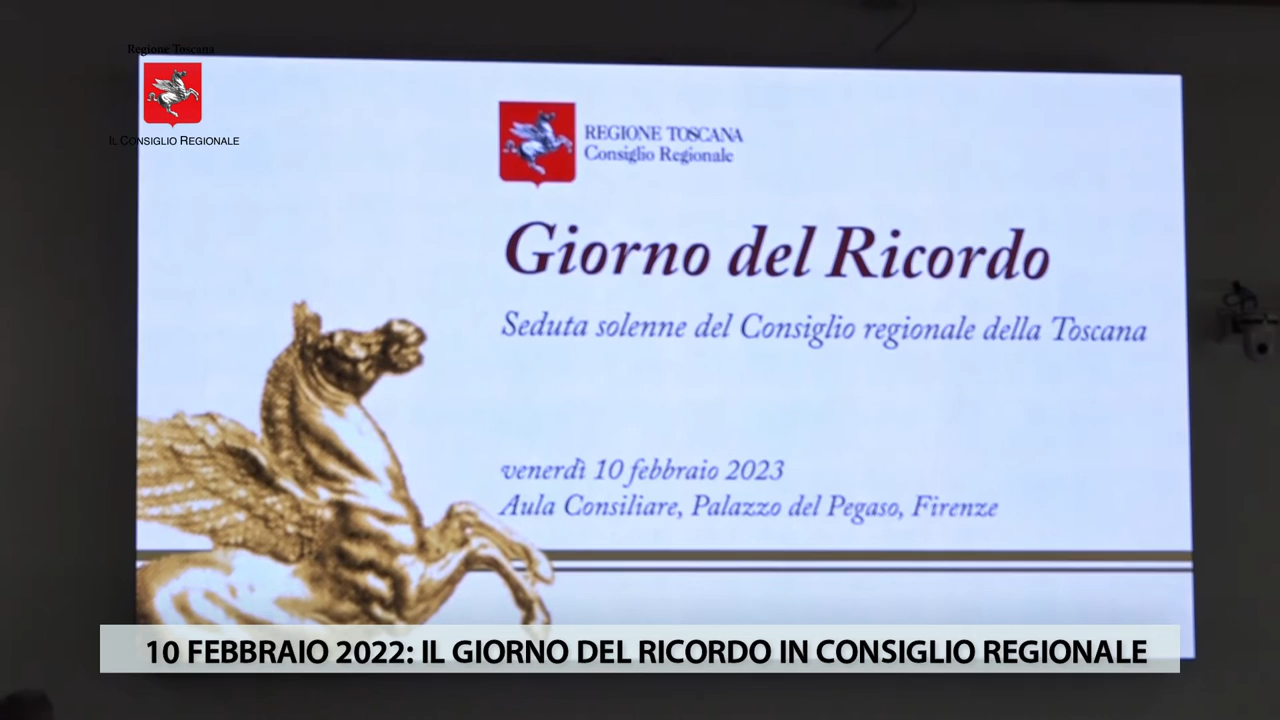 Regione Toscana
IL CONSIGLIO REGIONALE
REGIONE TOSCANA
Consiglio Regionale
Giorno del Ricordo
Seduta solenne del Consiglio regionale della Toscana
venerdì 10 febbraio 2023
Aula Consiliare, Palazzo del Pegaso, Firenze
10 FEBBRAIO 2022: IL GIORNO DEL RICORDO IN CONSIGLIO REGIONALE